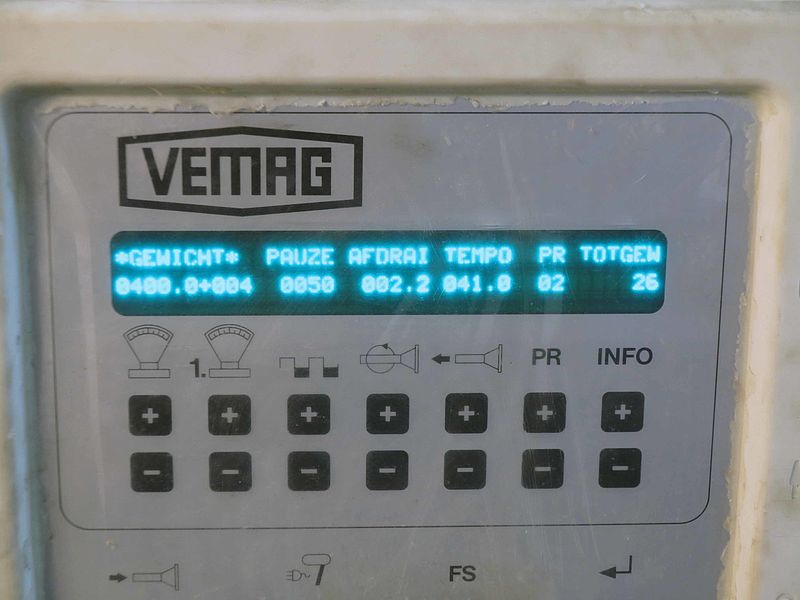 VEMAG
*GEWICHT* PAUZE AFDRAI TEMPO PR TOTGEW
0400.0+004 0050 002.2 041.0 02 26
1. PR INFO
+ + + + + + +
- - - - - - -
FS